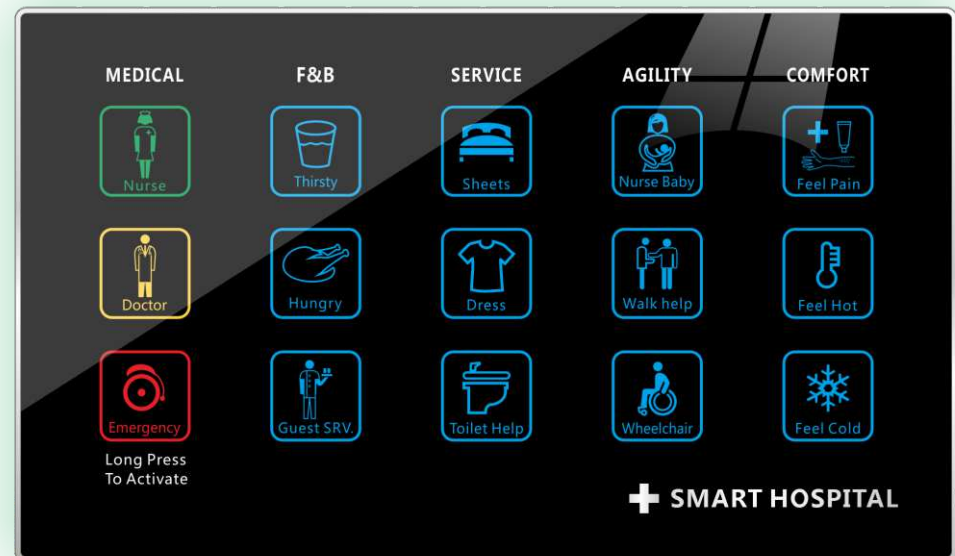 MEDICAL F&B SERVICE AGILITY COMFORT
Nurse Thirsty Sheets Nurse Baby Feel Pain
Doctor Hungry Dress Walk help Feel Hot
Emergency Guest SRV. Toilet Help Wheelchair Feel Cold
Long Press
To Activate
SMART HOSPITAL